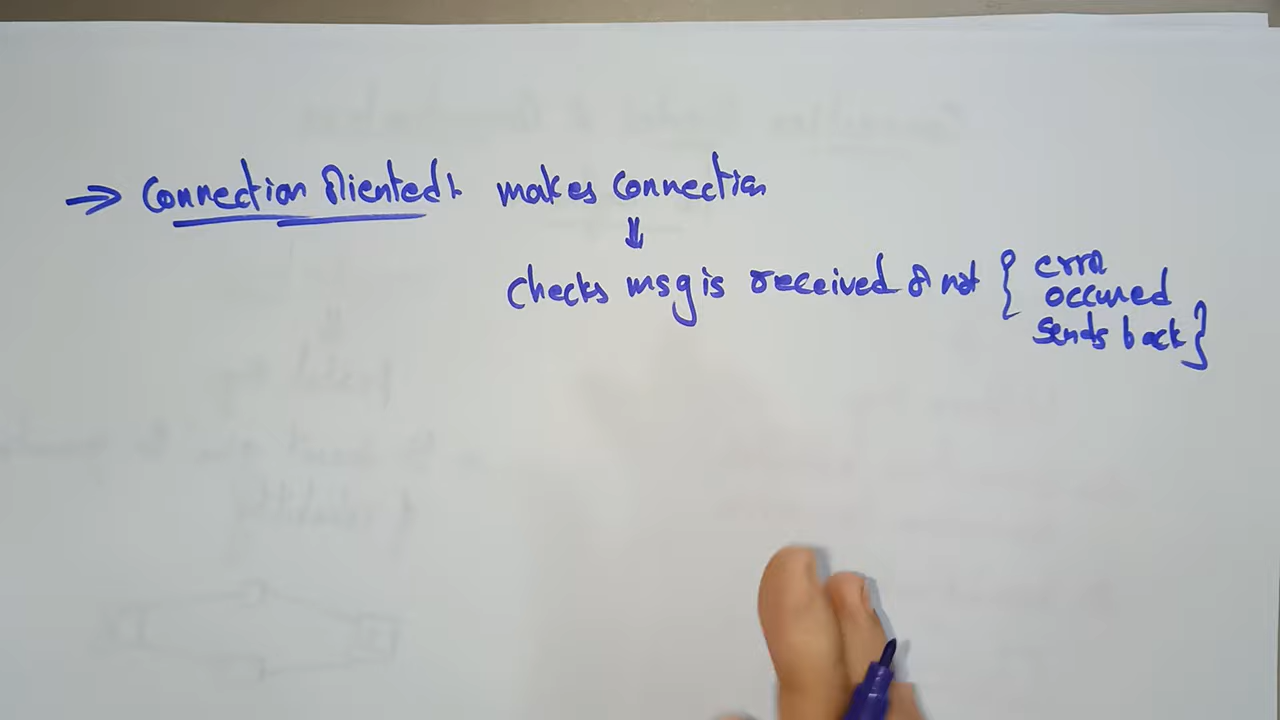 → Connection Oriented: makes connection
⇓
checks msg is received or not { error
occured
sends back }